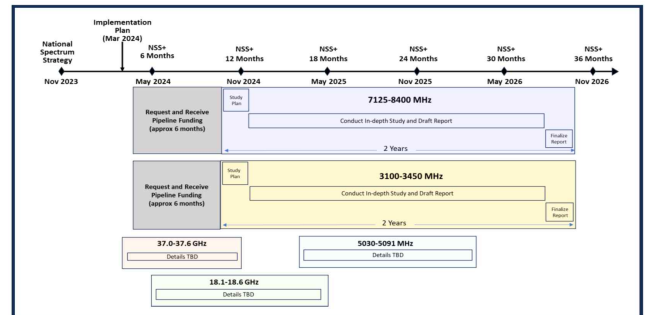 Implementation
Plan
(Mar 2024)
National
Spectrum
Strategy
NSS+
6 Months
NSS+
12 Months
NSS+
18 Months
NSS+
24 Months
NSS+
30 Months
NSS+
36 Months
Nov 2023
May 2024
Nov 2024
May 2025
Nov 2025
May 2026
Nov 2026
Request and Receive
Pipeline Funding
(approx 6 months)
Study
Plan
7125-8400 MHz
Conduct In-depth Study and Draft Report
Finalize
Report
2 Years
Request and Receive
Pipeline Funding
(approx 6 months)
Study
Plan
3100-3450 MHz
Conduct In-depth Study and Draft Report
Finalize
Report
2 Years
37.0-37.6 GHz
Details TBD
5030-5091 MHz
Details TBD
18.1-18.6 GHz
Details TBD